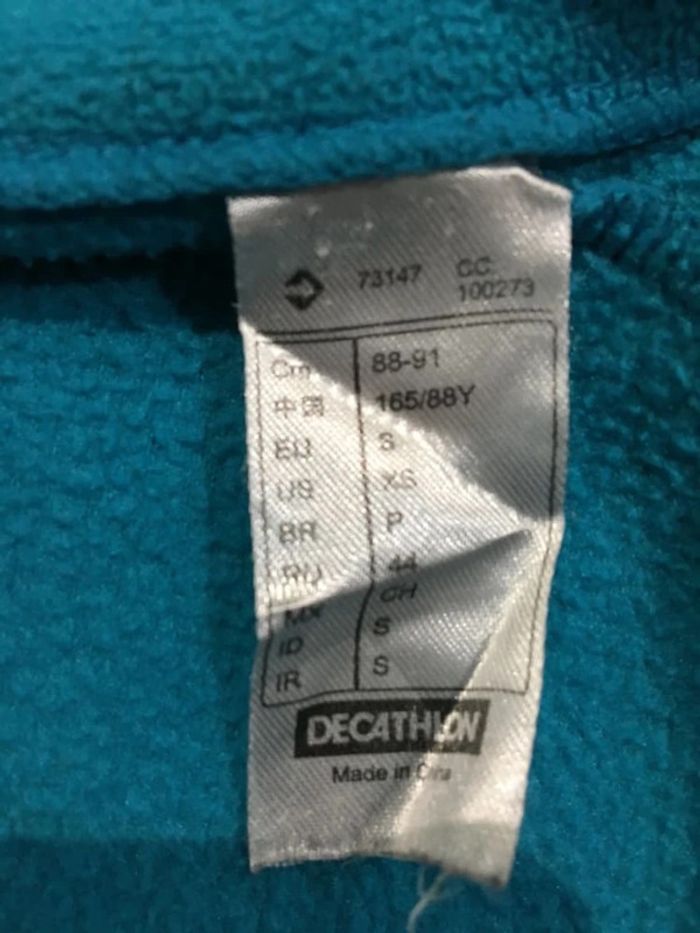 73147 CC.
100273
Cm 88-91
中国 165/88Y
EU S
US XS
BR P
RU 44
MX CH
ID S
IR S
DECATHLON
Made in